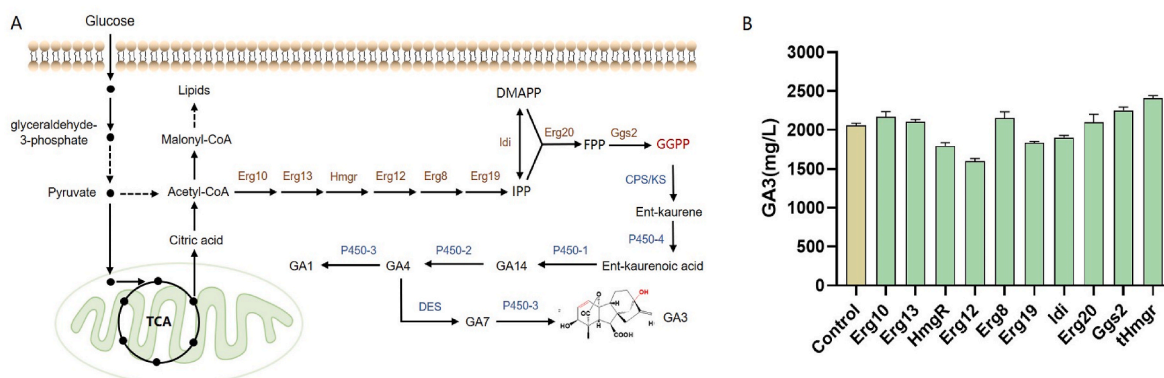 A
Glucose
glyceraldehyde-
3-phosphate
Pyruvate
Lipids
Malonyl-CoA
Acetyl-CoA
Citric acid
TCA
Erg10
Erg13
Hmgr
Erg12
Erg8
Erg19
IPP
Idi
DMAPP
Erg20
FPP
Ggs2
GGPP
CPS/KS
Ent-kaurene
P450-4
Ent-kaurenoic acid
P450-1
GA14
P450-2
GA4
P450-3
GA1
DES
GA7
P450-3
GA3
O
OH
OC
H
HO
H
COOH
H
B
GA3(mg/L)
3000
2500
2000
1500
1000
500
0
Control
Erg10
Erg13
HmgR
Erg12
Erg8
Erg19
Idi
Erg20
Ggs2
tHmgr